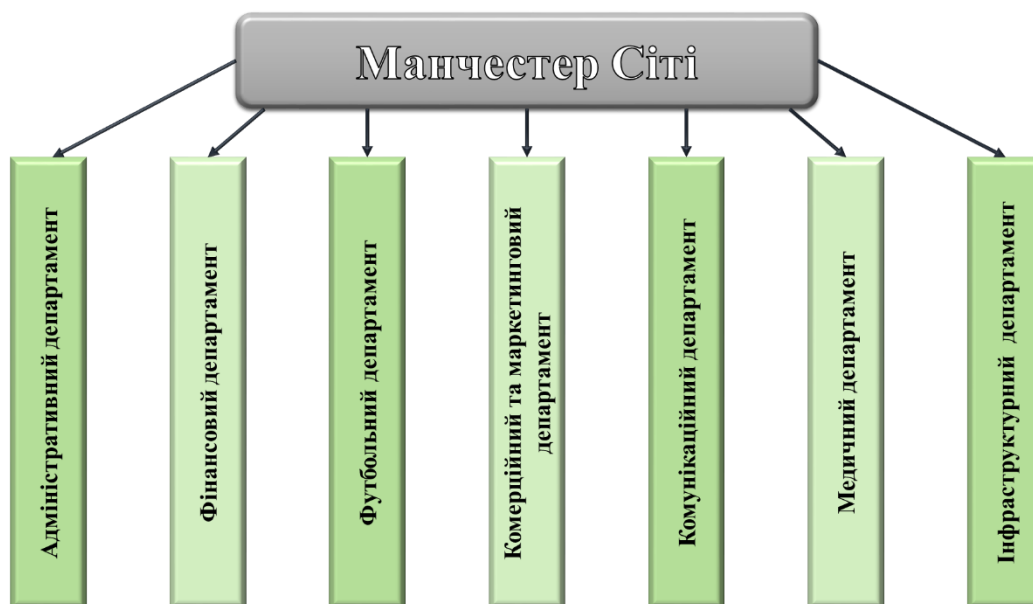 Манчестер Сіті
Адміністративний департамент
Фінансовий департамент
Футбольний департамент
Комерційний та маркетинговий
департамент
Комунікаційний департамент
Медичний департамент
Інфраструктурний департамент